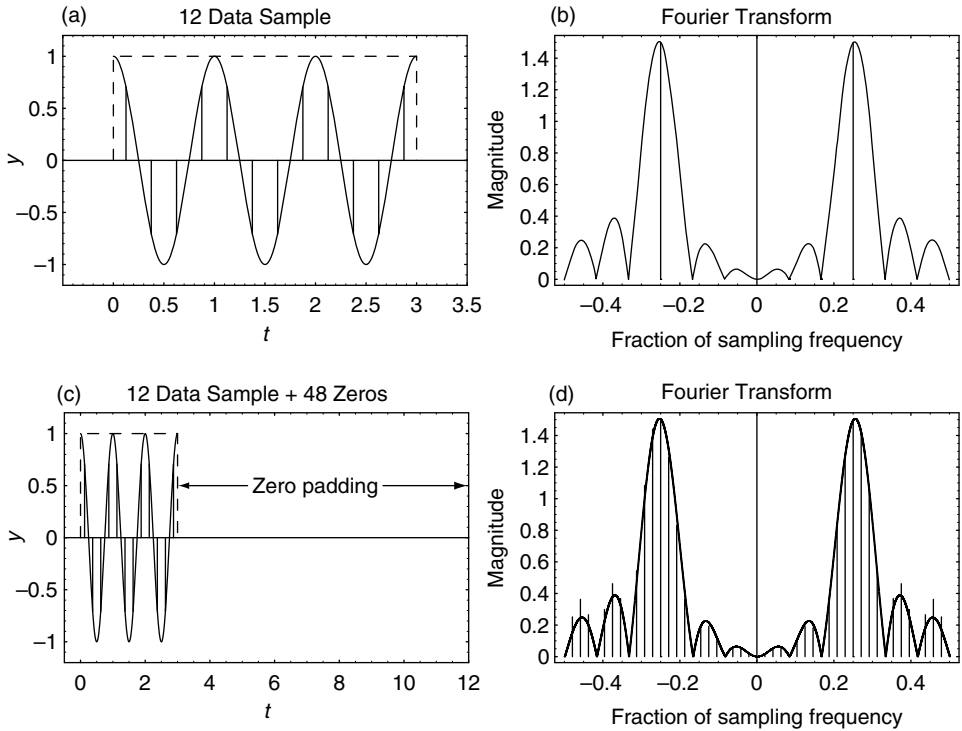 (a) 12 Data Sample
1
0.5
0
−0.5
−1
y
0 0.5 1 1.5 2 2.5 3 3.5
t
(b) Fourier Transform
1.4
1.2
1
0.8
0.6
0.4
0.2
0
Magnitude
−0.4 −0.2 0 0.2 0.4
Fraction of sampling frequency
(c) 12 Data Sample + 48 Zeros
1
0.5
0
−0.5
−1
y
Zero padding
0 2 4 6 8 10 12
t
(d) Fourier Transform
1.4
1.2
1
0.8
0.6
0.4
0.2
0
Magnitude
−0.4 −0.2 0 0.2 0.4
Fraction of sampling frequency